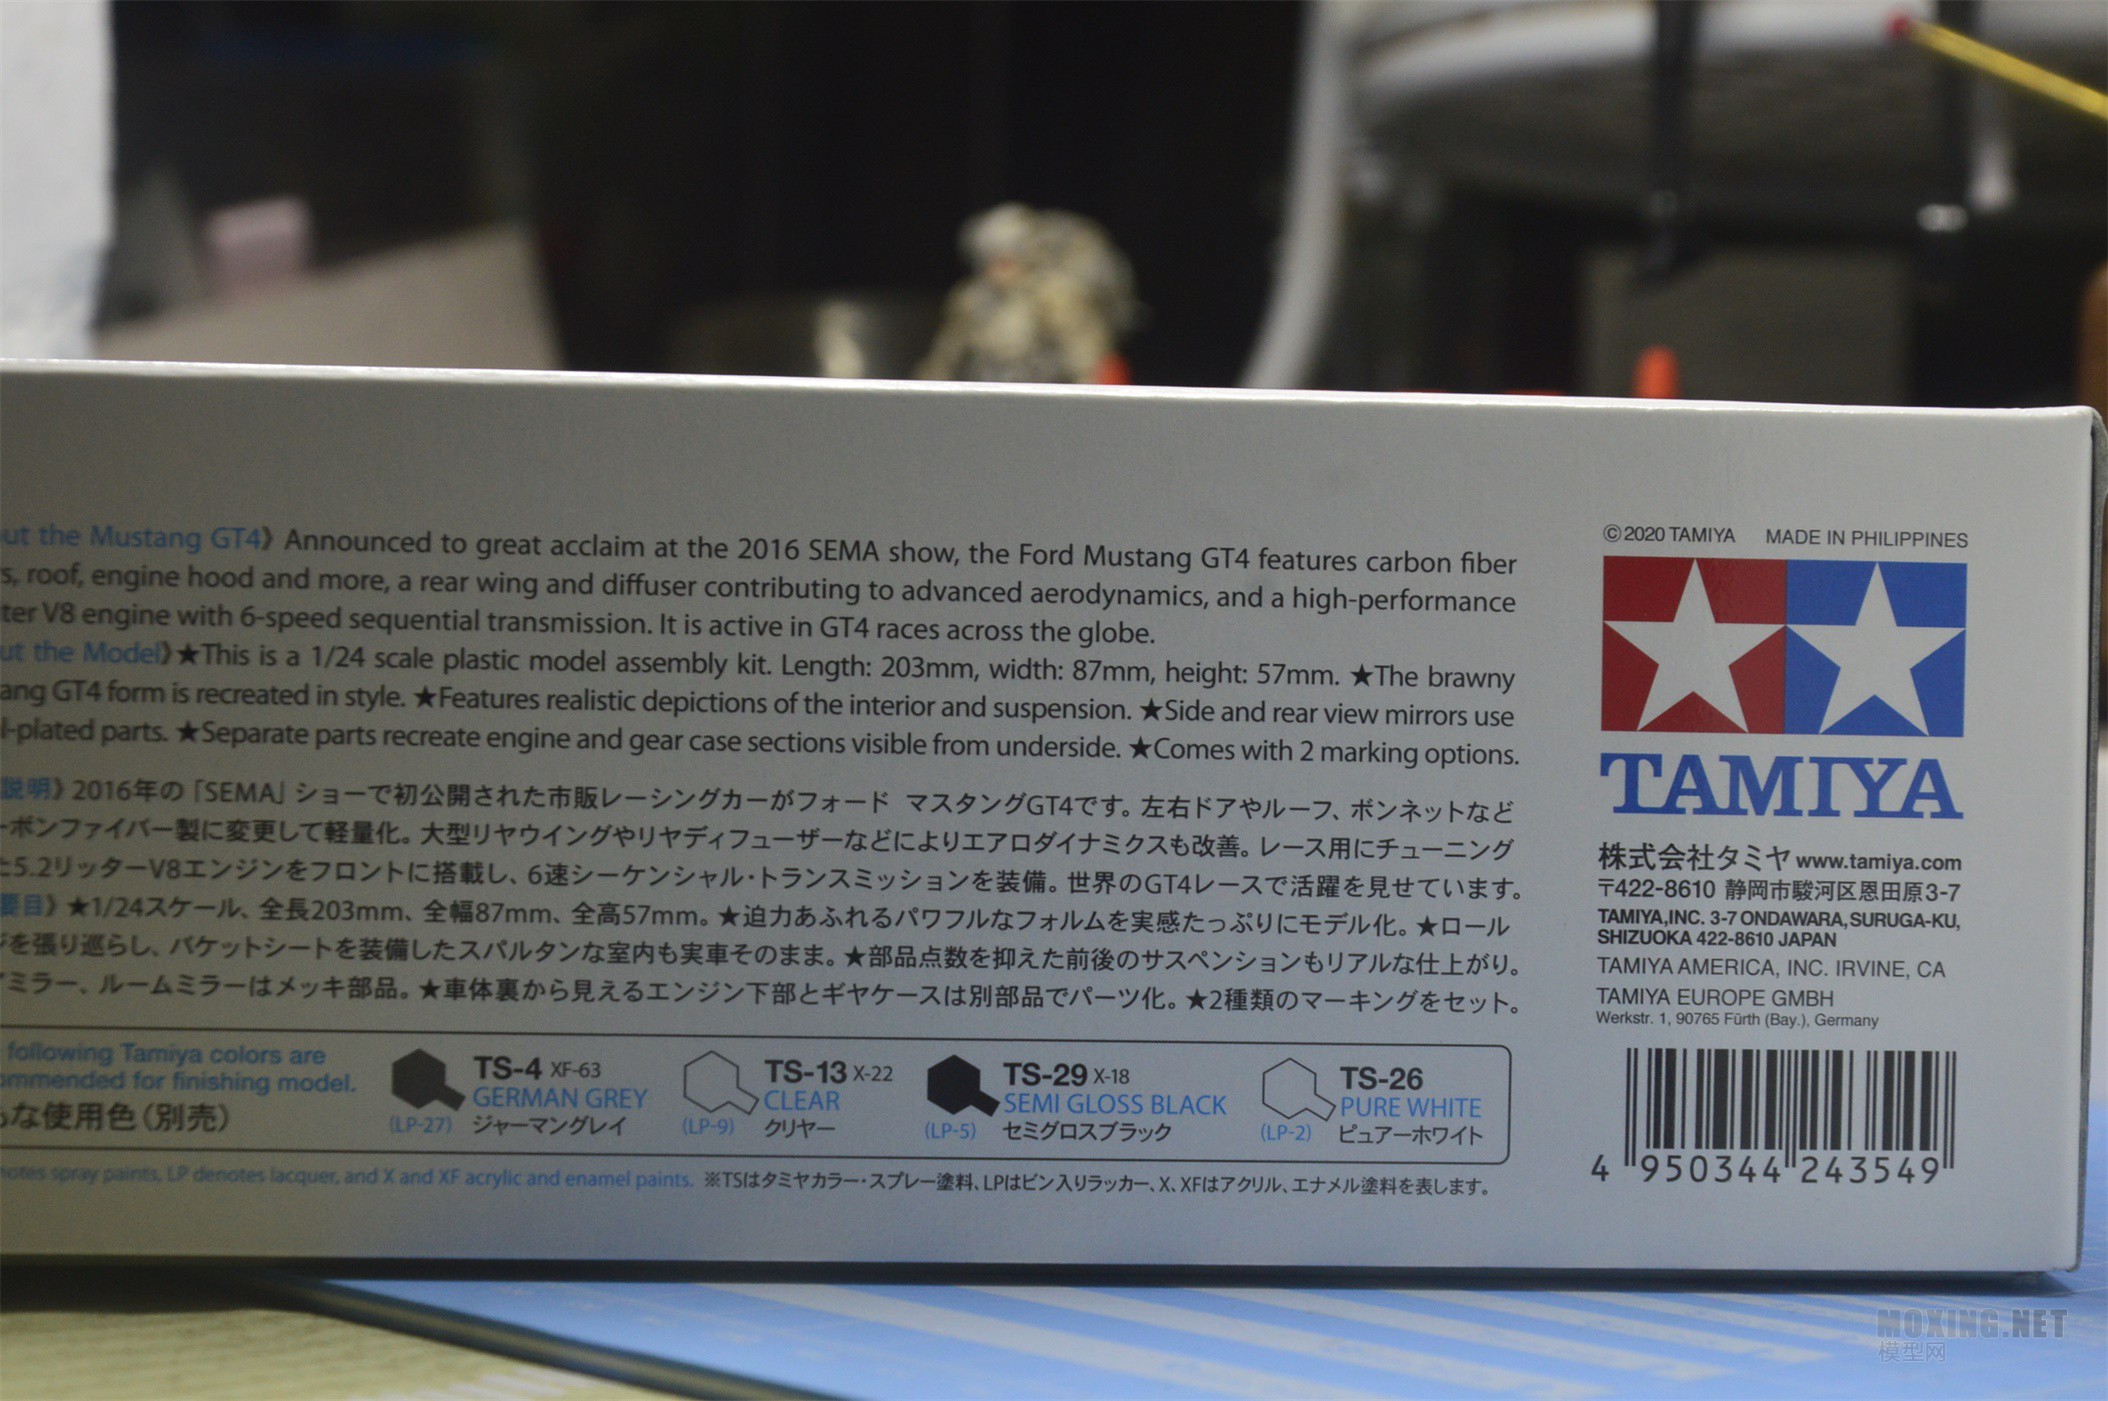 the Mustang GT4》 Announced to great acclaim at the 2016 SEMA show, the Ford Mustang GT4 features carbon fiber
roof, engine hood and more, a rear wing and diffuser contributing to advanced aerodynamics, and a high-performance
V8 engine with 6-speed sequential transmission. It is active in GT4 races across the globe.
the Model》★This is a 1/24 scale plastic model assembly kit. Length: 203mm, width: 87mm, height: 57mm. ★The brawny
GT4 form is recreated in style. ★Features realistic depictions of the interior and suspension. ★Side and rear view mirrors use
-plated parts. ★Separate parts recreate engine and gear case sections visible from underside. ★Comes with 2 marking options.
説明》2016年の「SEMA」ショーで初公開された市販レーシングカーがフォード マスタングGT4です。左右ドアやルーフ、ボンネットなど
ーボンファイバー製に変更して軽量化。大型リヤウイングやリヤディフューザーなどによりエアロダイナミクスも改善。レース用にチューニング
た5.2リッターV8エンジンをフロントに搭載し、6速シーケンシャル・トランスミッションを装備。世界のGT4レースで活躍を見せています。
要目》★1/24スケール、全長203mm、全幅87mm、全高57mm。★迫力あふれるパワフルなフォルムを実感たっぷりにモデル化。★ロール
ジを張り巡らし、バケットシートを装備したスパルタンな室内も実車そのまま。★部品点数を抑えた前後のサスペンションもリアルな仕上がり。
アミラー、ルームミラーはメッキ部品。★車体裏から見えるエンジン下部とギヤケースは別部品でパーツ化。★2種類のマーキングをセット。
following Tamiya colors are
ommended for finishing model.
な使用色（別売）
TS-4 XF-63
GERMAN GREY
(LP-27) ジャーマングレイ
TS-13 X-22
CLEAR
(LP-9) クリヤー
TS-29 X-18
SEMI GLOSS BLACK
(LP-5) セミグロスブラック
TS-26
PURE WHITE
(LP-2) ピュアーホワイト
notes spray paints, LP denotes lacquer, and X and XF acrylic and enamel paints. ※TSはタミヤカラー・スプレー塗料、LPはビン入りラッカー、X、XFはアクリル、エナメル塗料を表します。
©2020 TAMIYA MADE IN PHILIPPINES
TAMIYA
株式会社タミヤ www.tamiya.com
〒422-8610 静岡市駿河区恩田原3-7
TAMIYA,INC. 3-7 ONDAWARA, SURUGA-KU,
SHIZUOKA 422-8610 JAPAN
TAMIYA AMERICA, INC. IRVINE, CA
TAMIYA EUROPE GMBH
Werkstr. 1, 90765 Fürth (Bay.), Germany
4 950344 243549
MOXING.NET
模型网